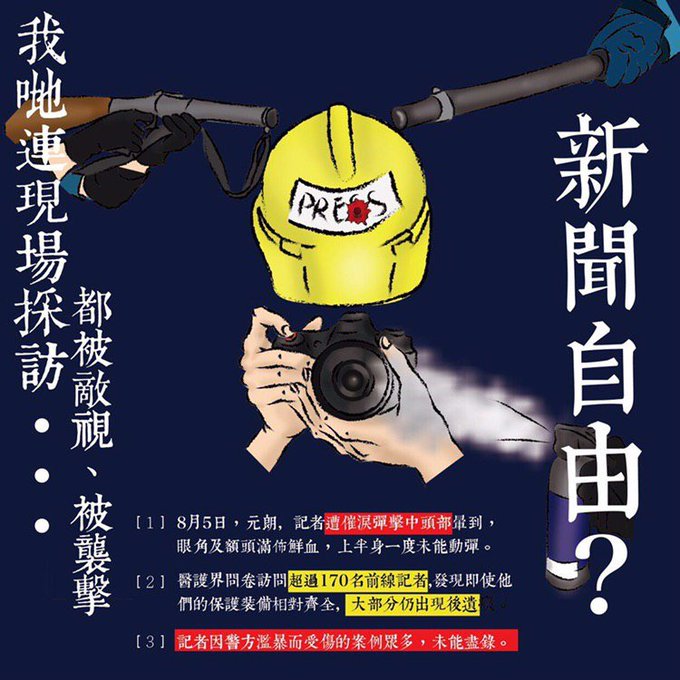 新聞自由？
我哋連現場採訪...
都被敵視、被襲擊
PRESS
[1] 8月5日，元朗，記者遭催淚彈擊中頭部暈到，
眼角及額頭滿佈鮮血，上半身一度未能動彈。
[2] 醫護界問卷訪問超過170名前線記者,發現即使他
們的保護裝備相對齊全, 大部分仍出現後遺。
[3] 記者因警方濫暴而受傷的案例眾多，未能盡錄。